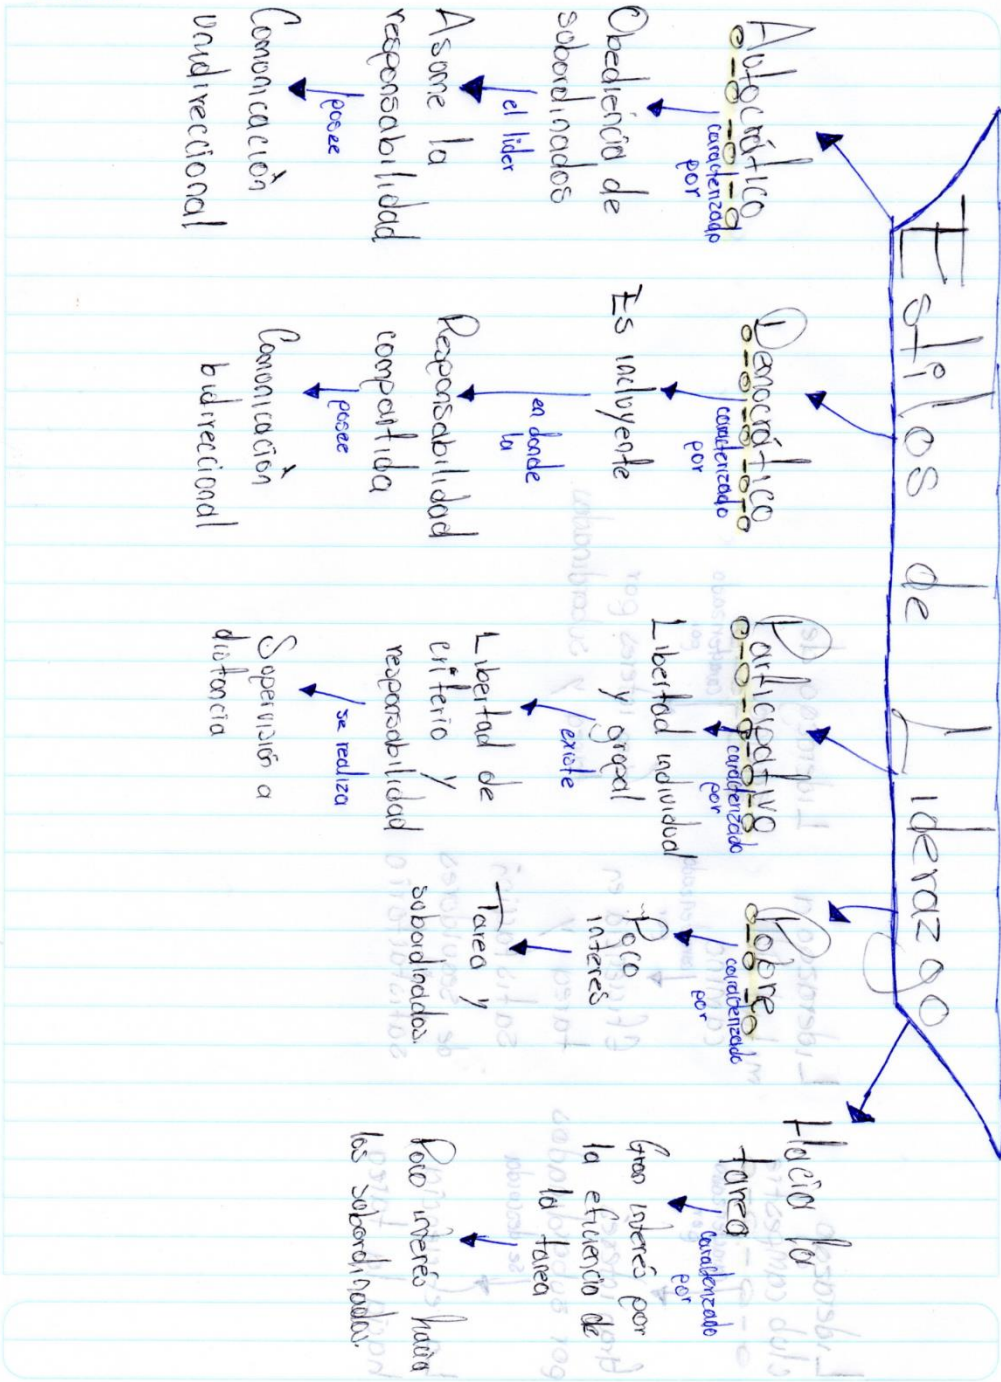 Estilos de Liderazgo
Autocrático
caracterizado
por
Obediencia de
subordinados
el líder
Asume la
responsabilidad
posee
Comunicación
unidireccional
Democrático
caracterizado
por
Es incluyente
en donde
la
Responsabilidad
compartida
posee
Comunicación
bidireccional
Participativo
caracterizado
por
Libertad individual
y grupal
existe
Libertad de
criterio y
responsabilidad
se realiza
Supervisión a
distancia
Pobre
caracterizado
por
Poco
interés
Tarea y
subordinados.
Hacia la
tarea
caracterizado
por
Gran interés por
la eficiencia de
la tarea
Poco interés hacia
los subordinados.